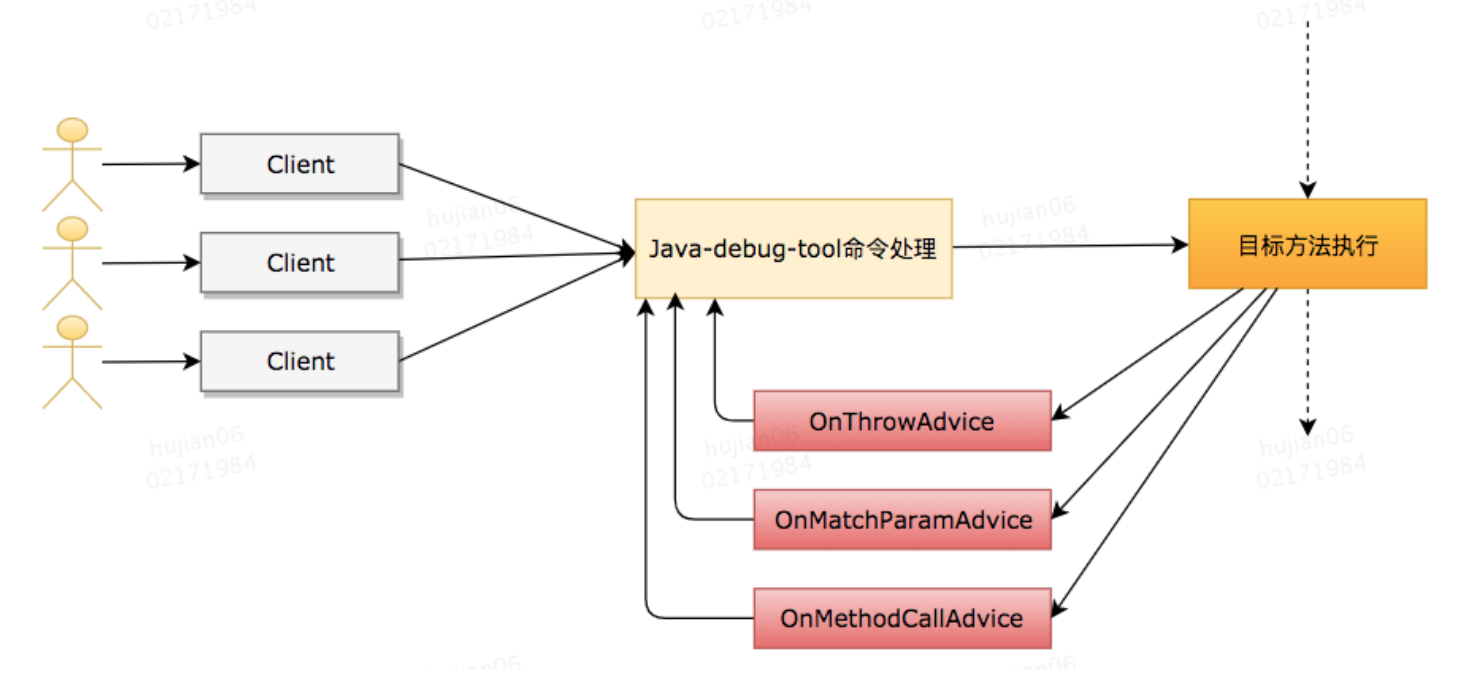 02171984
02171984
02171984
Client
hujian06
02171984
hujian06
02171984
Client
Java-debug-tool命令处理
目标方法执行
Client
OnThrowAdvice
hujian06
02171984
hujian06
02171984
hujian06
02171984
OnMatchParamAdvice
OnMethodCallAdvice
hujian06
hujian06